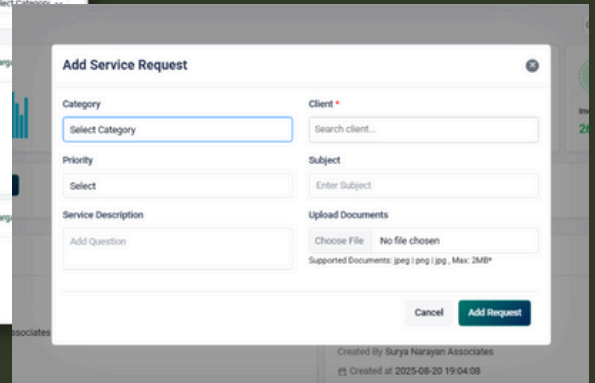 Add Service Request
Category
Client *
Select Category
Search client...
Priority
Subject
Select
Enter Subject
Service Description
Upload Documents
Add Question
Choose File No file chosen
Supported Documents: jpeg | png | jpg , Max: 2MB*
Cancel
Add Request
ssociates
Created By Surya Narayan Associates
Created at 2025-08-20 19:04:08